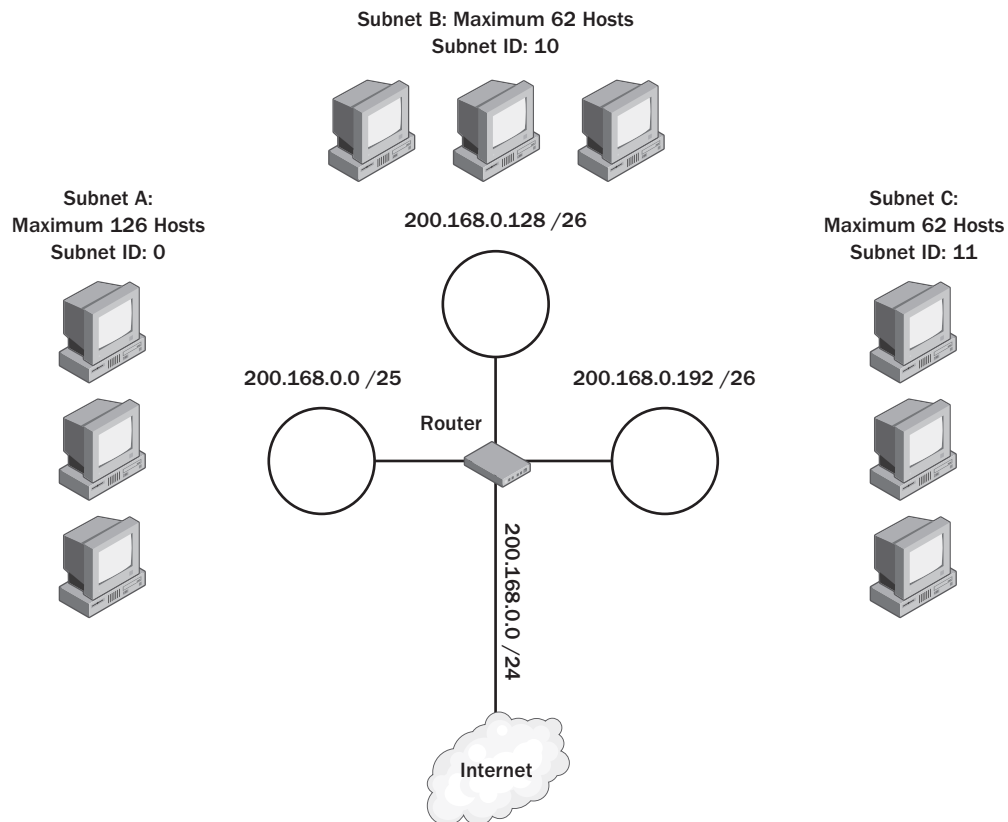 Subnet B: Maximum 62 Hosts
Subnet ID: 10
200.168.0.128 /26
Subnet A:
Maximum 126 Hosts
Subnet ID: 0
Subnet C:
Maximum 62 Hosts
Subnet ID: 11
200.168.0.0 /25
200.168.0.192 /26
Router
200.168.0.0 /24
Internet